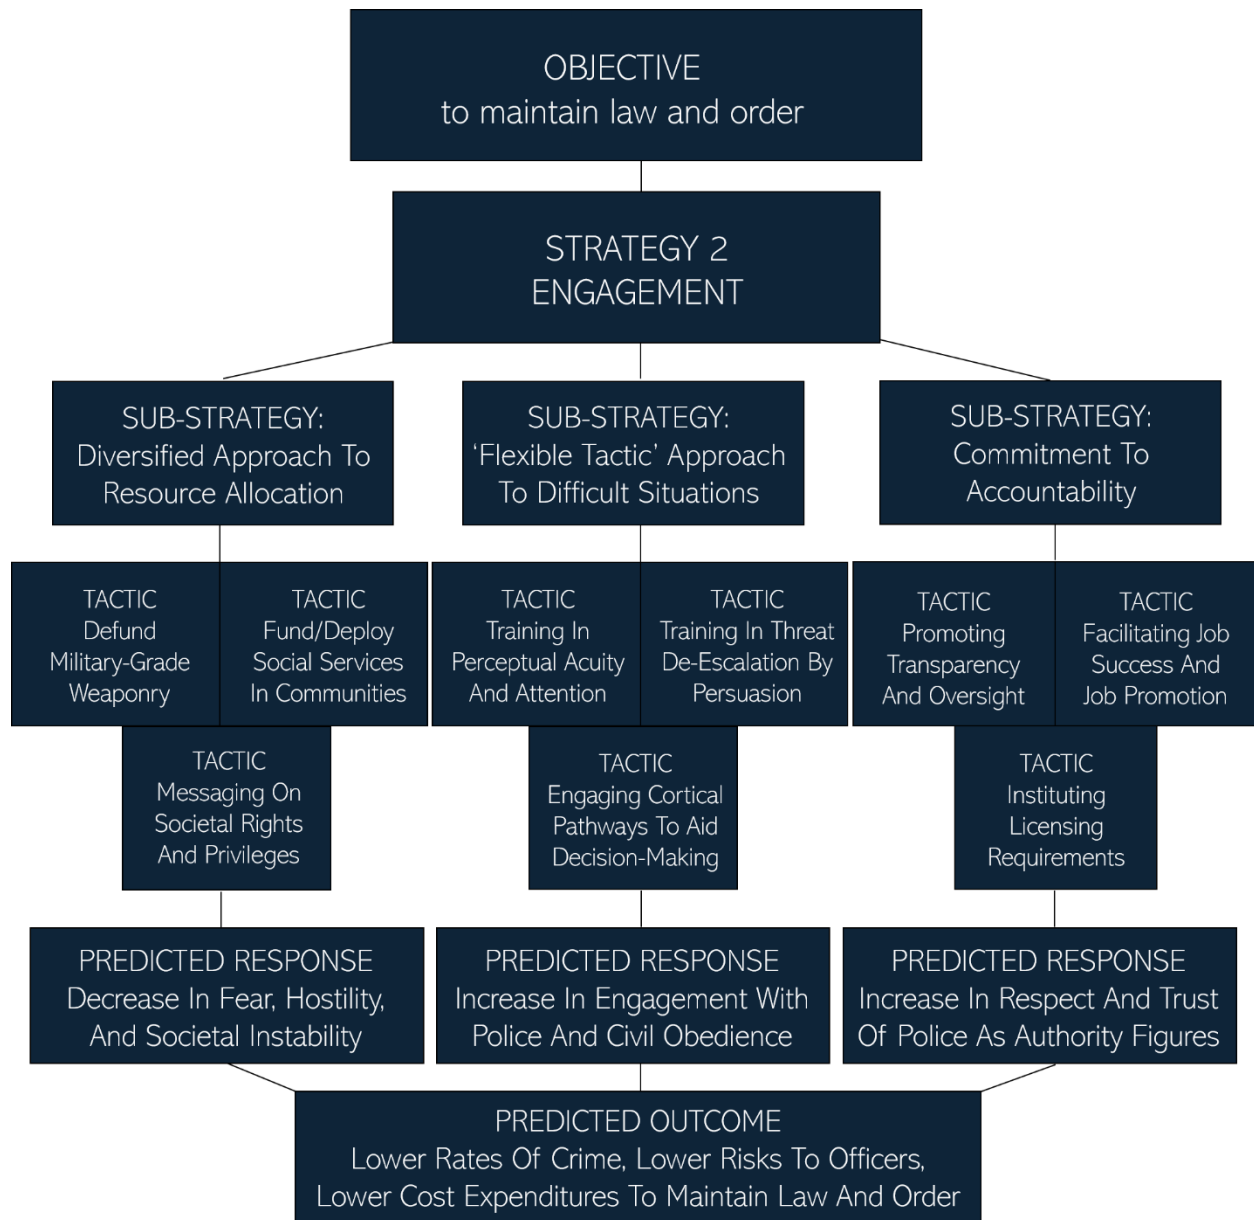 OBJECTIVE
to maintain law and order
STRATEGY 2
ENGAGEMENT
SUB-STRATEGY:
Diversified Approach To
Resource Allocation
SUB-STRATEGY:
‘Flexible Tactic’ Approach
To Difficult Situations
SUB-STRATEGY:
Commitment To
Accountability
TACTIC
Defund
Military-Grade
Weaponry
TACTIC
Fund/Deploy
Social Services
In Communities
TACTIC
Training In
Perceptual Acuity
And Attention
TACTIC
Training In Threat
De-Escalation By
Persuasion
TACTIC
Promoting
Transparency
And Oversight
TACTIC
Facilitating Job
Success And
Job Promotion
TACTIC
Messaging On
Societal Rights
And Privileges
TACTIC
Engaging Cortical
Pathways To Aid
Decision-Making
TACTIC
Instituting
Licensing
Requirements
PREDICTED RESPONSE
Decrease In Fear, Hostility,
And Societal Instability
PREDICTED RESPONSE
Increase In Engagement With
Police And Civil Obedience
PREDICTED RESPONSE
Increase In Respect And Trust
Of Police As Authority Figures
PREDICTED OUTCOME
Lower Rates Of Crime, Lower Risks To Officers,
Lower Cost Expenditures To Maintain Law And Order